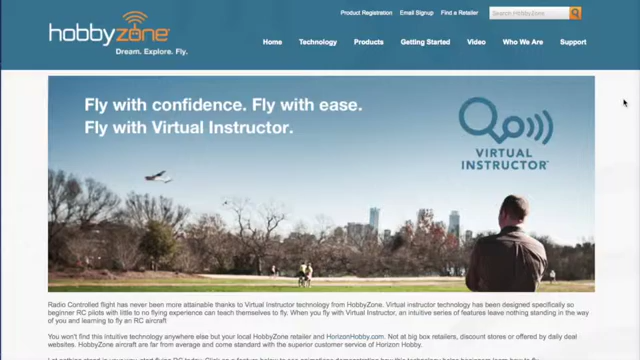 Product Registration Email Signup Find a Retailer Search HobbyZone
hobbyzone
Dream. Explore. Fly.
Home Technology Products Getting Started Video Who We Are Support
Fly with confidence. Fly with ease.
Fly with Virtual Instructor.
VIRTUAL
INSTRUCTOR
Radio Controlled flight has never been more attainable thanks to Virtual Instructor technology from HobbyZone. Virtual instructor technology has been designed specifically so
beginner RC pilots with little to no flying experience can teach themselves to fly. When you fly with Virtual Instructor, an intuitive series of features leave nothing standing in the way
of you and learning to fly an RC aircraft
You won't find this intuitive technology anywhere else but your local HobbyZone retailer and HorizonHobby.com. Not at big box retailers, discount stores or offered by daily deal
websites. HobbyZone aircraft are far from average and come standard with the superior customer service of Horizon Hobby.